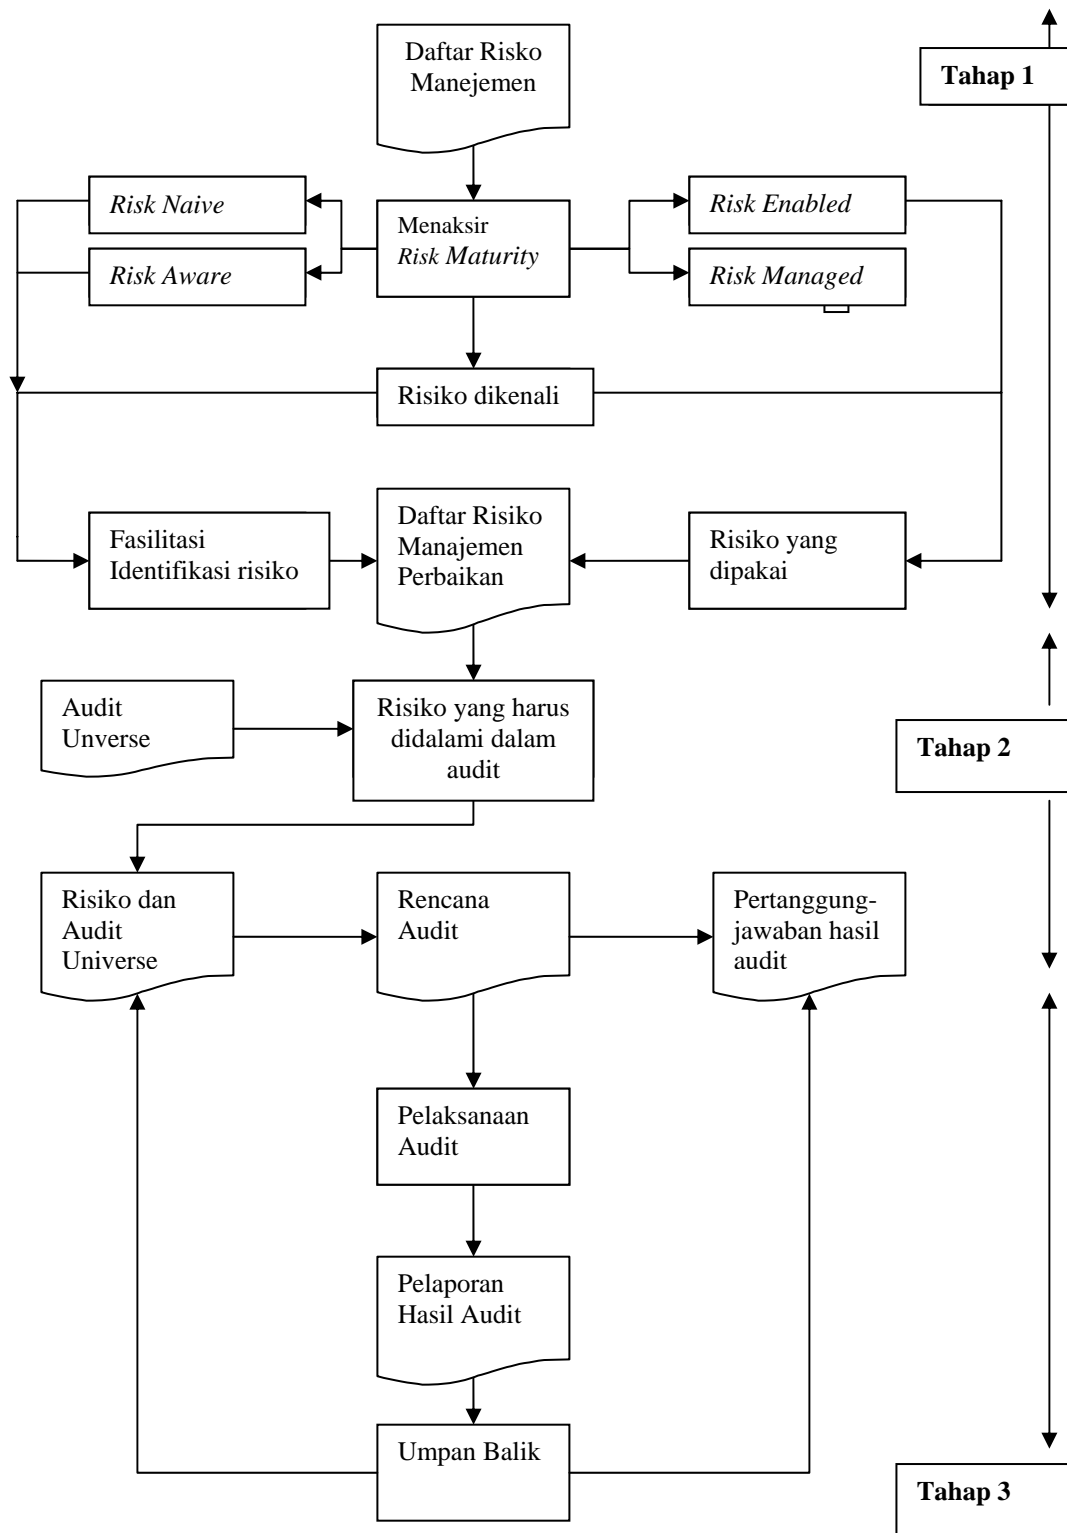 Daftar Risko
Manejemen
Tahap 1
Risk Naive
Menaksir
Risk Maturity
Risk Enabled
Risk Aware
Risk Managed
Risiko dikenali
Fasilitasi
Identifikasi risiko
Daftar Risiko
Manajemen
Perbaikan
Risiko yang
dipakai
Audit
Unverse
Risiko yang harus
didalami dalam
audit
Tahap 2
Risiko dan
Audit
Universe
Rencana
Audit
Pertanggung-
jawaban hasil
audit
Pelaksanaan
Audit
Pelaporan
Hasil Audit
Umpan Balik
Tahap 3